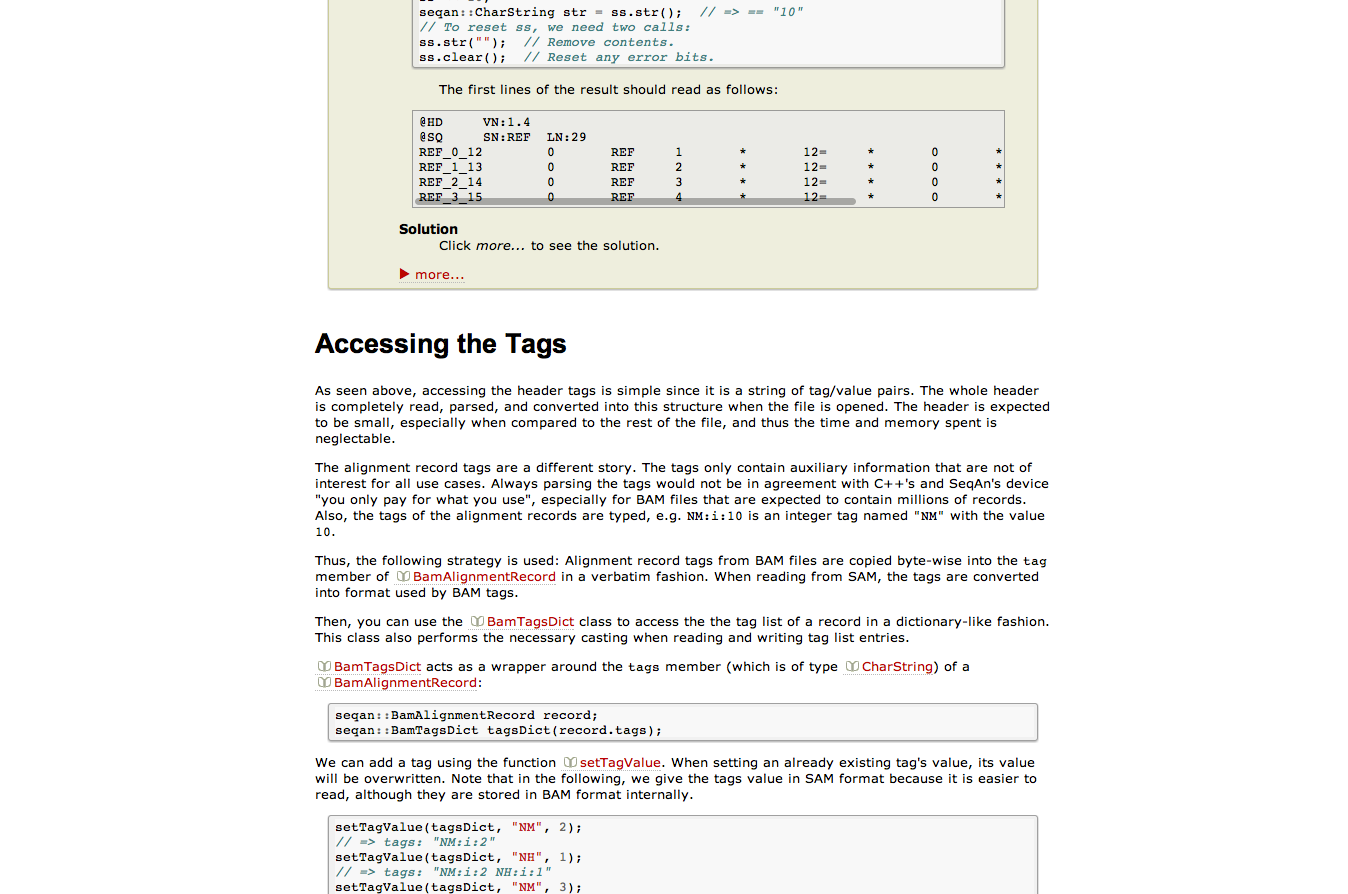 seqan::CharString str = ss.str();  // => == "10"
// To reset ss, we need two calls:
ss.str("");  // Remove contents.
ss.clear();  // Reset any error bits.
The first lines of the result should read as follows:
@HD     VN:1.4
@SQ     SN:REF  LN:29
REF_0_12        0       REF     1       *       12=     *       0       *
REF_1_13        0       REF     2       *       12=     *       0       *
REF_2_14        0       REF     3       *       12=     *       0       *
REF_3_15        0       REF     4       *       12=     *       0       *
Solution
Click more... to see the solution.
more...
Accessing the Tags
As seen above, accessing the header tags is simple since it is a string of tag/value pairs. The whole header
is completely read, parsed, and converted into this structure when the file is opened. The header is expected
to be small, especially when compared to the rest of the file, and thus the time and memory spent is
neglectable.
The alignment record tags are a different story. The tags only contain auxiliary information that are not of
interest for all use cases. Always parsing the tags would not be in agreement with C++'s and SeqAn's device
"you only pay for what you use", especially for BAM files that are expected to contain millions of records.
Also, the tags of the alignment records are typed, e.g. NM:i:10 is an integer tag named "NM" with the value
10.
Thus, the following strategy is used: Alignment record tags from BAM files are copied byte-wise into the tag
member of BamAlignmentRecord in a verbatim fashion. When reading from SAM, the tags are converted
into format used by BAM tags.
Then, you can use the BamTagsDict class to access the the tag list of a record in a dictionary-like fashion.
This class also performs the necessary casting when reading and writing tag list entries.
BamTagsDict acts as a wrapper around the tags member (which is of type CharString) of a
BamAlignmentRecord:
seqan::BamAlignmentRecord record;
seqan::BamTagsDict tagsDict(record.tags);
We can add a tag using the function setTagValue. When setting an already existing tag's value, its value
will be overwritten. Note that in the following, we give the tags value in SAM format because it is easier to
read, although they are stored in BAM format internally.
setTagValue(tagsDict, "NM", 2);
// => tags: "NM:i:2"
setTagValue(tagsDict, "NH", 1);
// => tags: "NM:i:2 NH:i:1"
setTagValue(tagsDict, "NM", 3);